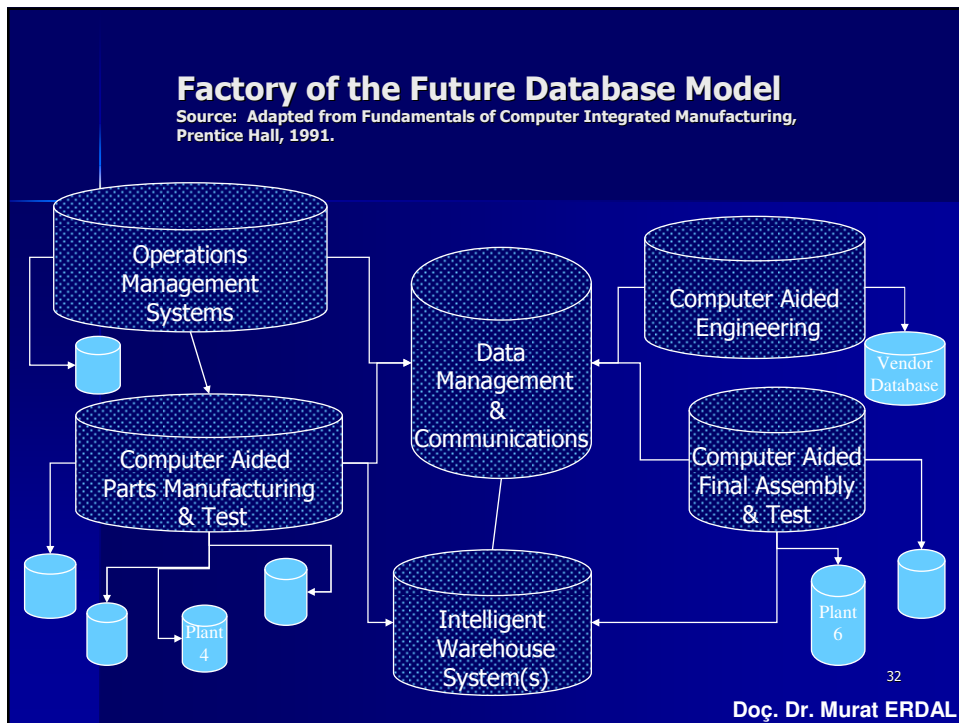 Factory of the Future Database Model
Source: Adapted from Fundamentals of Computer Integrated Manufacturing,
Prentice Hall, 1991.
Operations
Management
Systems
Computer Aided
Engineering
Data
Management
&
Communications
Vendor
Database
Computer Aided
Parts Manufacturing
& Test
Computer Aided
Final Assembly
& Test
Plant
4
Intelligent
Warehouse
System(s)
Plant
6
32
Doç. Dr. Murat ERDAL